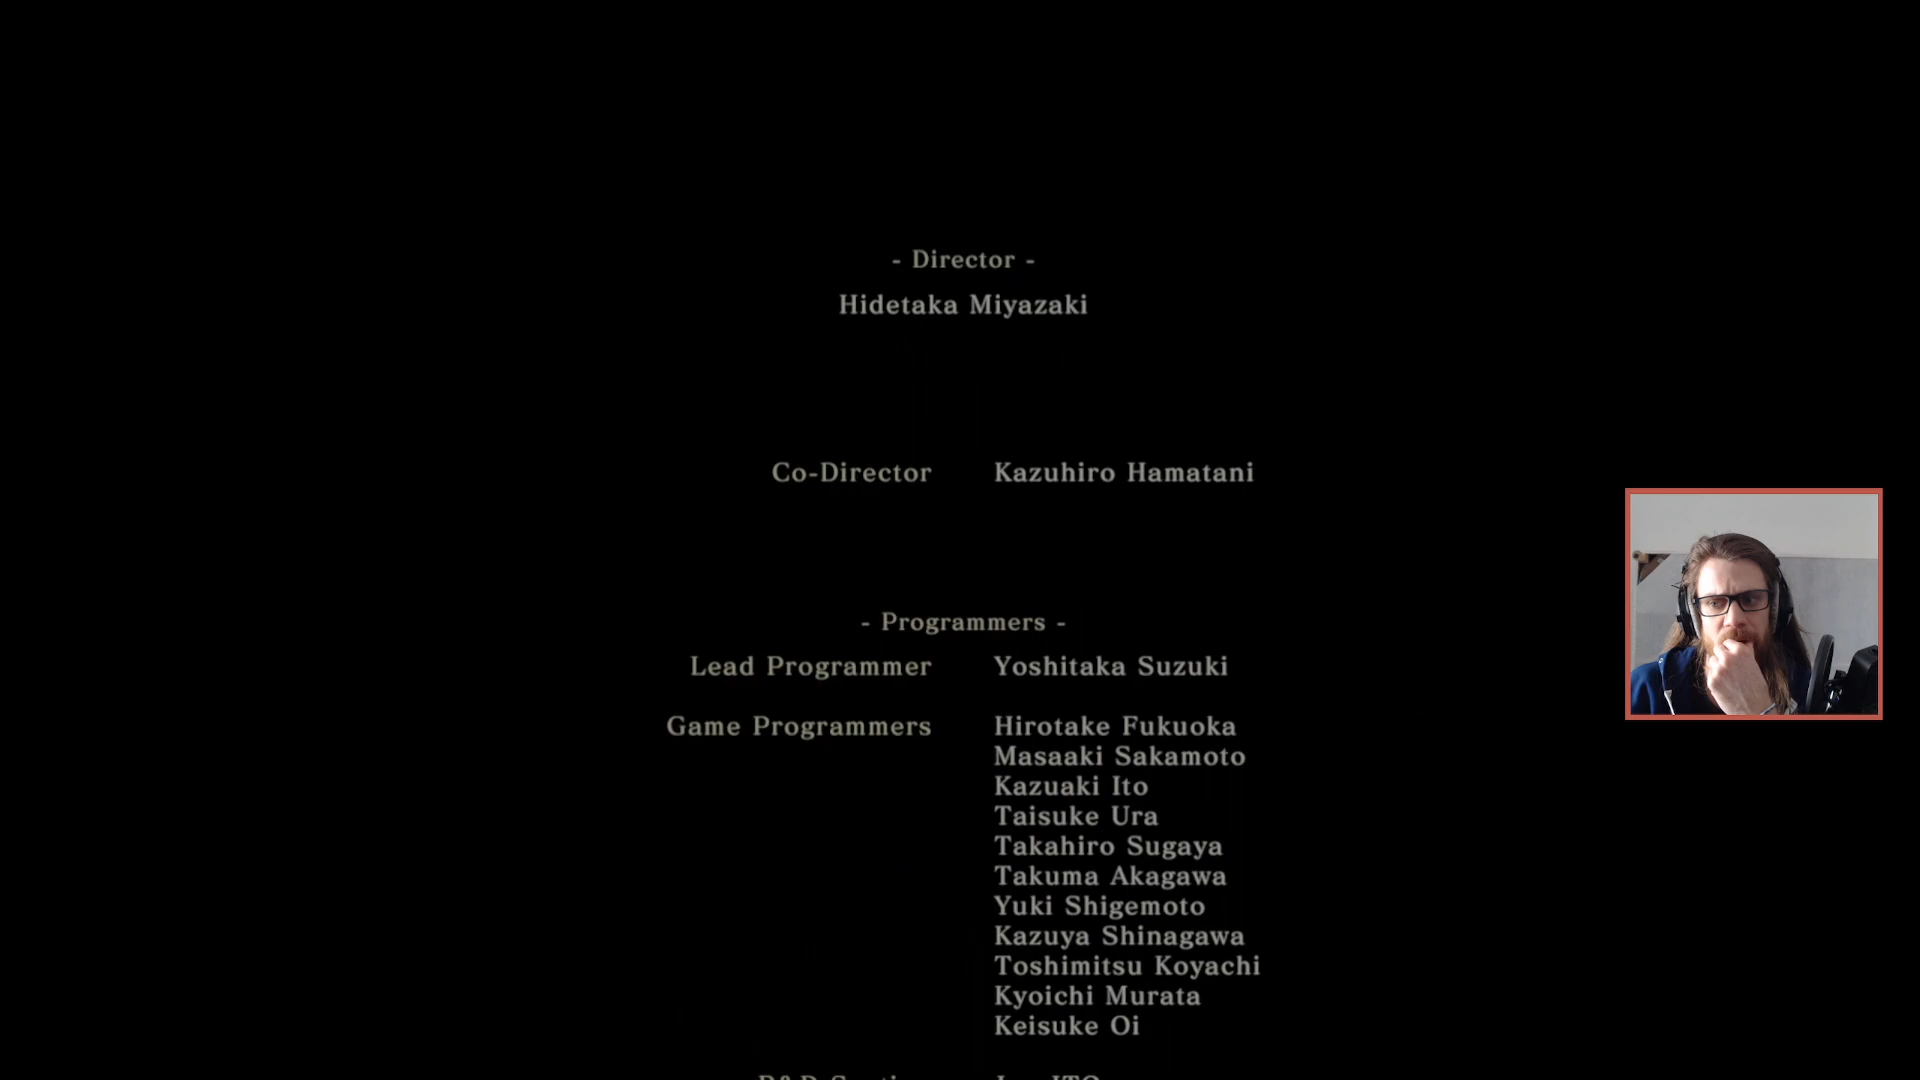 - Director -
Hidetaka Miyazaki
Co-Director Kazuhiro Hamatani
- Programmers -
Lead Programmer Yoshitaka Suzuki
Game Programmers Hirotake Fukuoka
Masaaki Sakamoto
Kazuaki Ito
Taisuke Ura
Takahiro Sugaya
Takuma Akagawa
Yuki Shigemoto
Kazuya Shinagawa
Toshimitsu Koyachi
Kyoichi Murata
Keisuke Oi